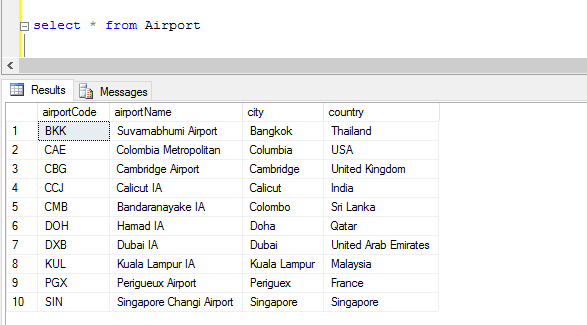 select * from Airport
Results Messages
airportCode airportName city country
1 BKK Suvarnabhumi Airport Bangkok Thailand
2 CAE Colombia Metropolitan Columbia USA
3 CBG Cambridge Airport Cambridge United Kingdom
4 CCJ Calicut IA Calicut India
5 CMB Bandaranayake IA Colombo Sri Lanka
6 DOH Hamad IA Doha Qatar
7 DXB Dubai IA Dubai United Arab Emirates
8 KUL Kuala Lampur IA Kuala Lampur Malaysia
9 PGX Perigueux Airport Periguex France
10 SIN Singapore Changi Airport Singapore Singapore